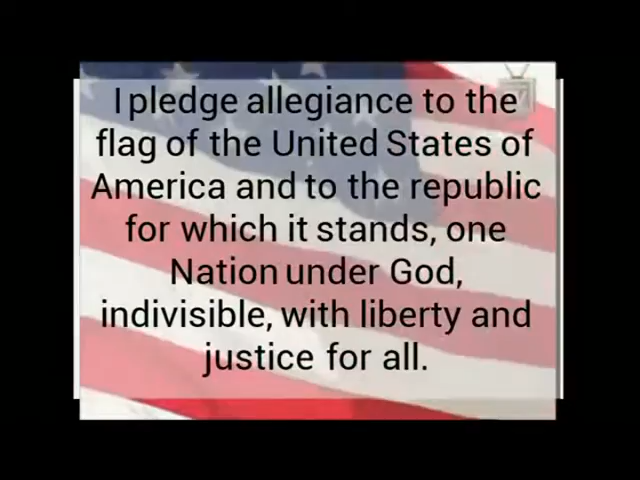 I pledge allegiance to the
flag of the United States of
America and to the republic
for which it stands, one
Nation under God,
indivisible, with liberty and
justice for all.